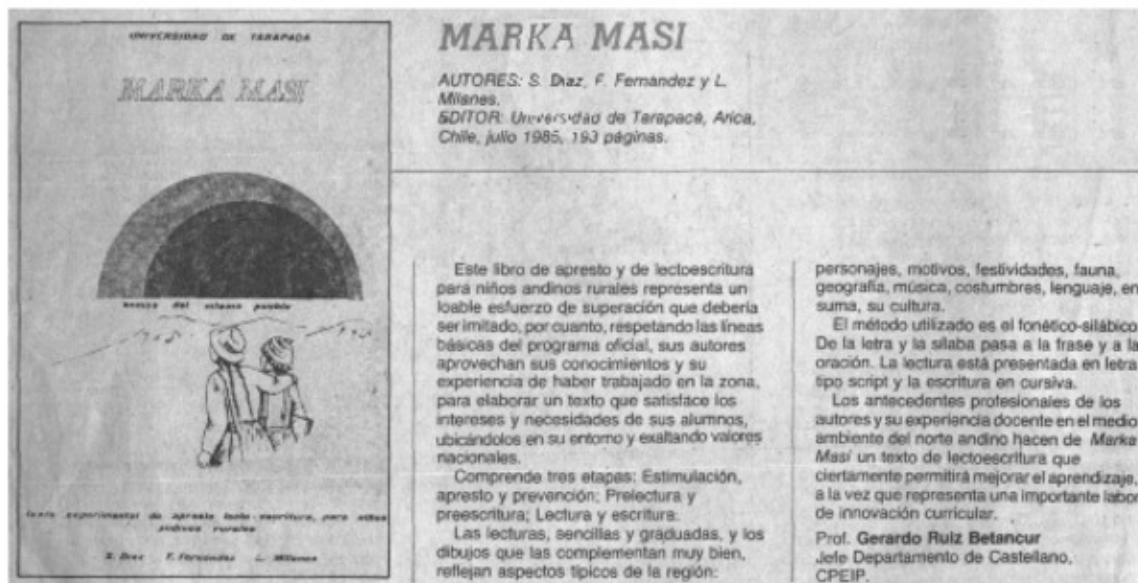 UNIVERSIDAD DE TARAPACA
MARKA MASI
somos del mismo pueblo
texto experimental de apresto lecto-escritura, para niños
andinos rurales
S. Díaz F. Fernández L. Millanes
MARKA MASI
AUTORES: S. Díaz, F. Fernández y L.
Milanes.
EDITOR: Universidad de Tarapacá, Arica,
Chile, julio 1985, 193 páginas.
Este libro de apresto y de lectoescritura
para niños andinos rurales representa un
loable esfuerzo de superación que debería
ser imitado, por cuanto, respetando las líneas
básicas del programa oficial, sus autores
aprovechan sus conocimientos y su
experiencia de haber trabajado en la zona,
para elaborar un texto que satisface los
intereses y necesidades de sus alumnos,
ubicándolos en su entorno y exaltando valores
nacionales.
Comprende tres etapas: Estimulación,
apresto y prevención; Prelectura y
preescritura; Lectura y escritura.
Las lecturas, sencillas y graduadas, y los
dibujos que las complementan muy bien,
reflejan aspectos típicos de la región:
personajes, motivos, festividades, fauna,
geografía, música, costumbres, lenguaje, en
suma, su cultura.
El método utilizado es el fonético-silábico
De la letra y la sílaba pasa a la frase y a la
oración. La lectura está presentada en letra
tipo script y la escritura en cursiva.
Los antecedentes profesionales de los
autores y su experiencia docente en el medio
ambiente del norte andino hacen de Marka
Masi un texto de lectoescritura que
ciertamente permitirá mejorar el aprendizaje,
a la vez que representa una importante labor
de innovación curricular.
Prof. Gerardo Ruiz Betancur
Jefe Departamento de Castellano,
CPEIP.